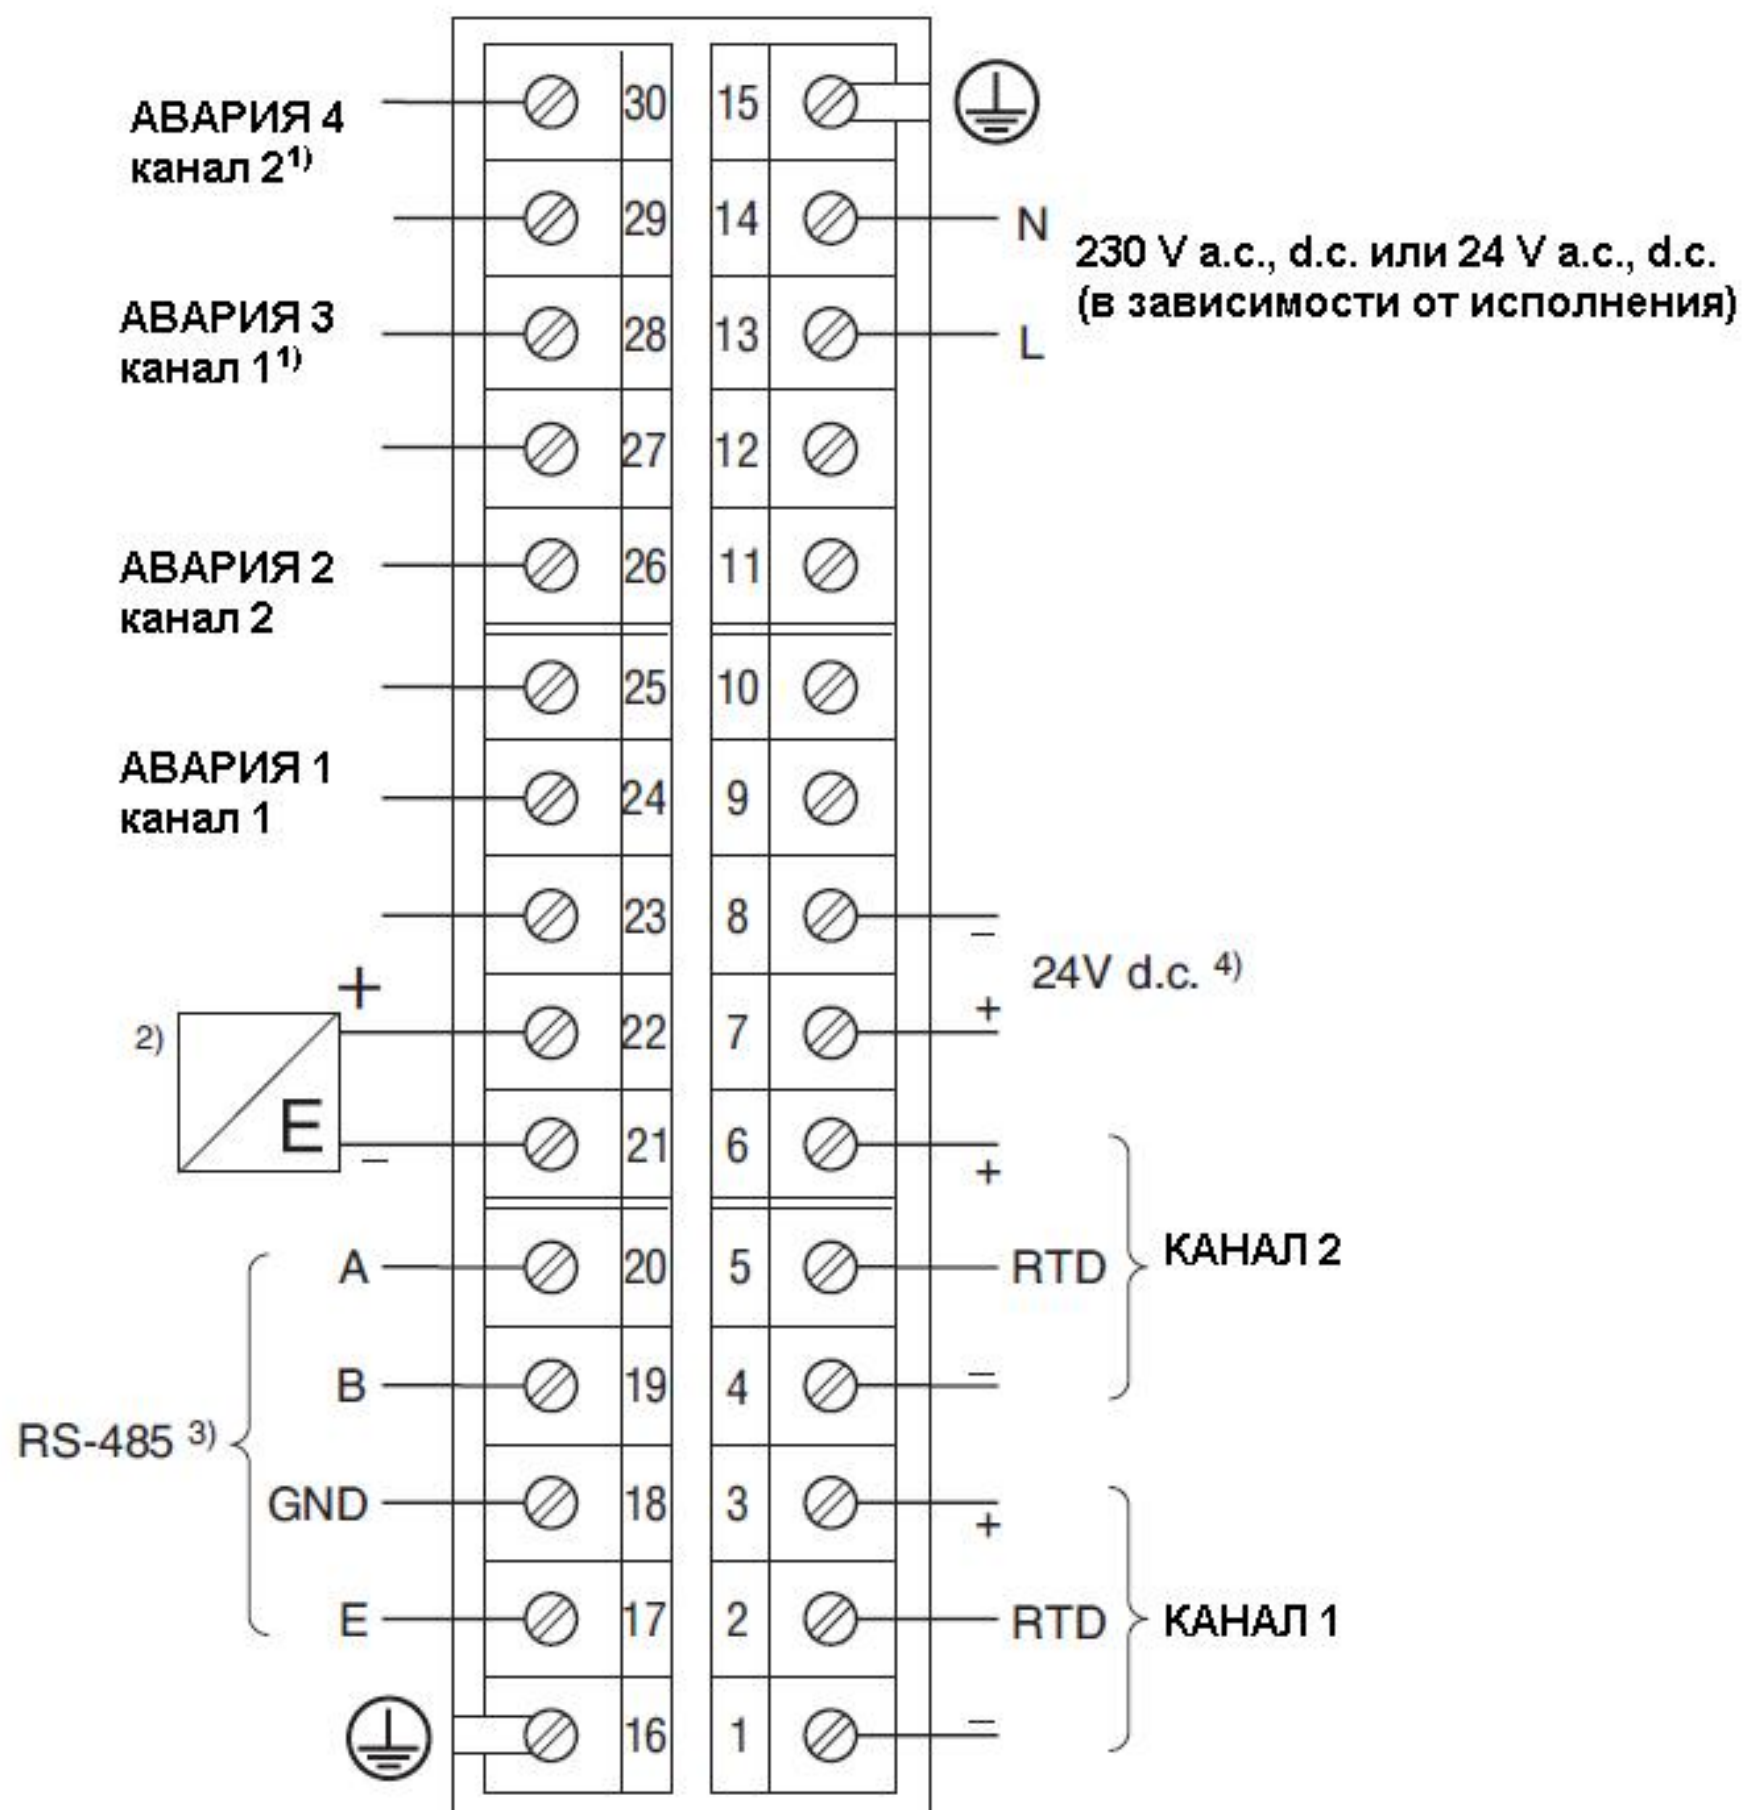 АВАРИЯ 4
канал 2¹⁾
30
15
29
14
N
230 V a.c., d.c. или 24 V a.c., d.c.
(в зависимости от исполнения)
АВАРИЯ 3
канал 1¹⁾
28
13
L
27
12
АВАРИЯ 2
канал 2
26
11
25
10
АВАРИЯ 1
канал 1
24
9
23
8
–
24V d.c. ⁴⁾
+
2)
22
7
+
E
–
21
6
+
A
20
5
RTD
КАНАЛ 2
B
19
4
–
RS-485 ³⁾
GND
18
3
+
E
17
2
RTD
КАНАЛ 1
16
1
–